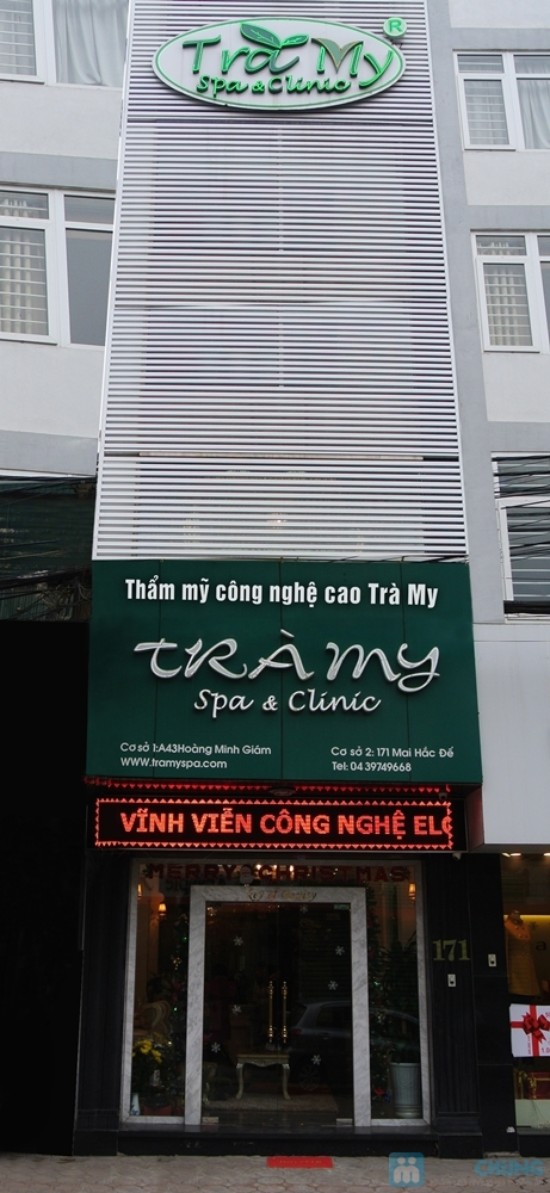 Trà My ®
Spa & Clinic
Thẩm mỹ công nghệ cao Trà My
TRÀ MY
Spa & Clinic
Cơ sở 1:A43Hoàng Minh Giám
www.tramyspa.com
Cơ sở 2: 171 Mai Hắc Đế
Tel: 04 39749668
VĨNH VIỄN CÔNG NGHỆ EL
MERRY CHRISTMAS
171